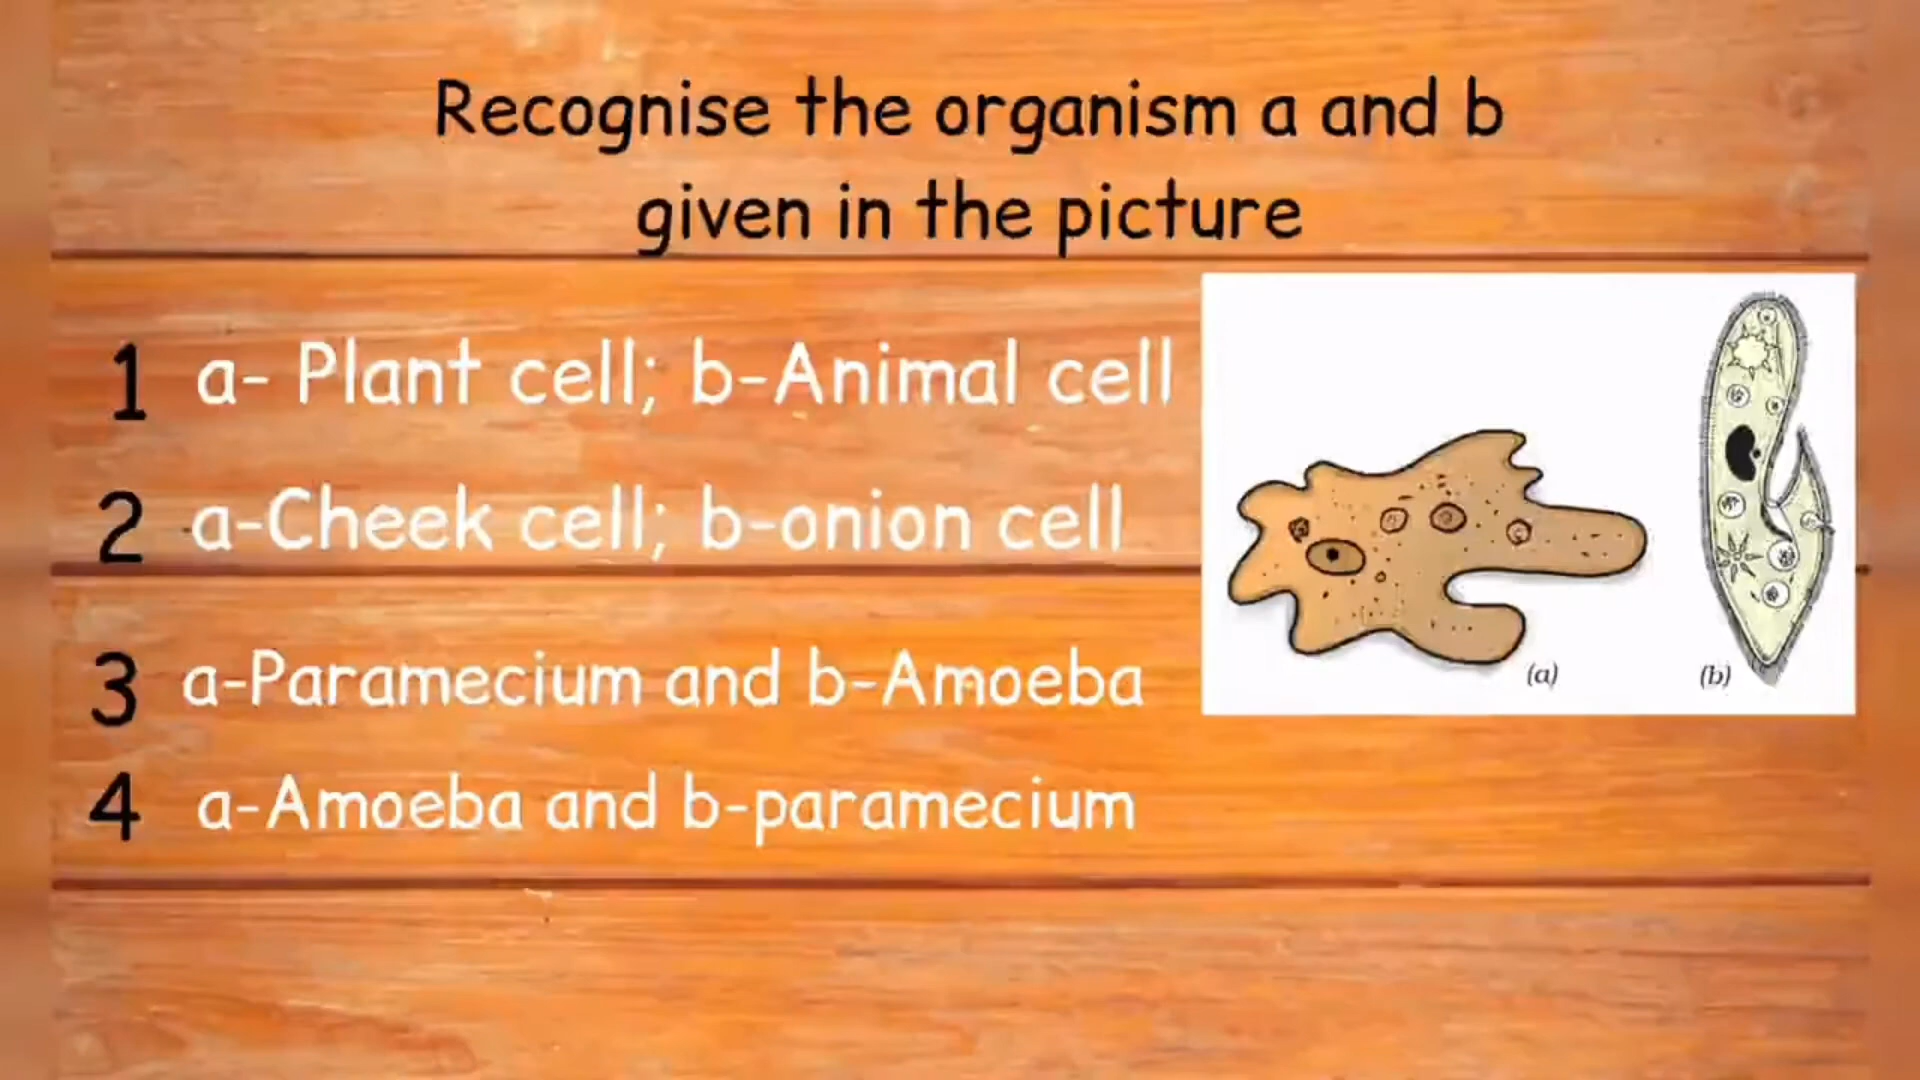 Recognise the organism a and b
given in the picture
1 a- Plant cell; b-Animal cell
2 a-Cheek cell; b-onion cell
3 a-Paramecium and b-Amoeba
4 a-Amoeba and b-paramecium
(a) (b)